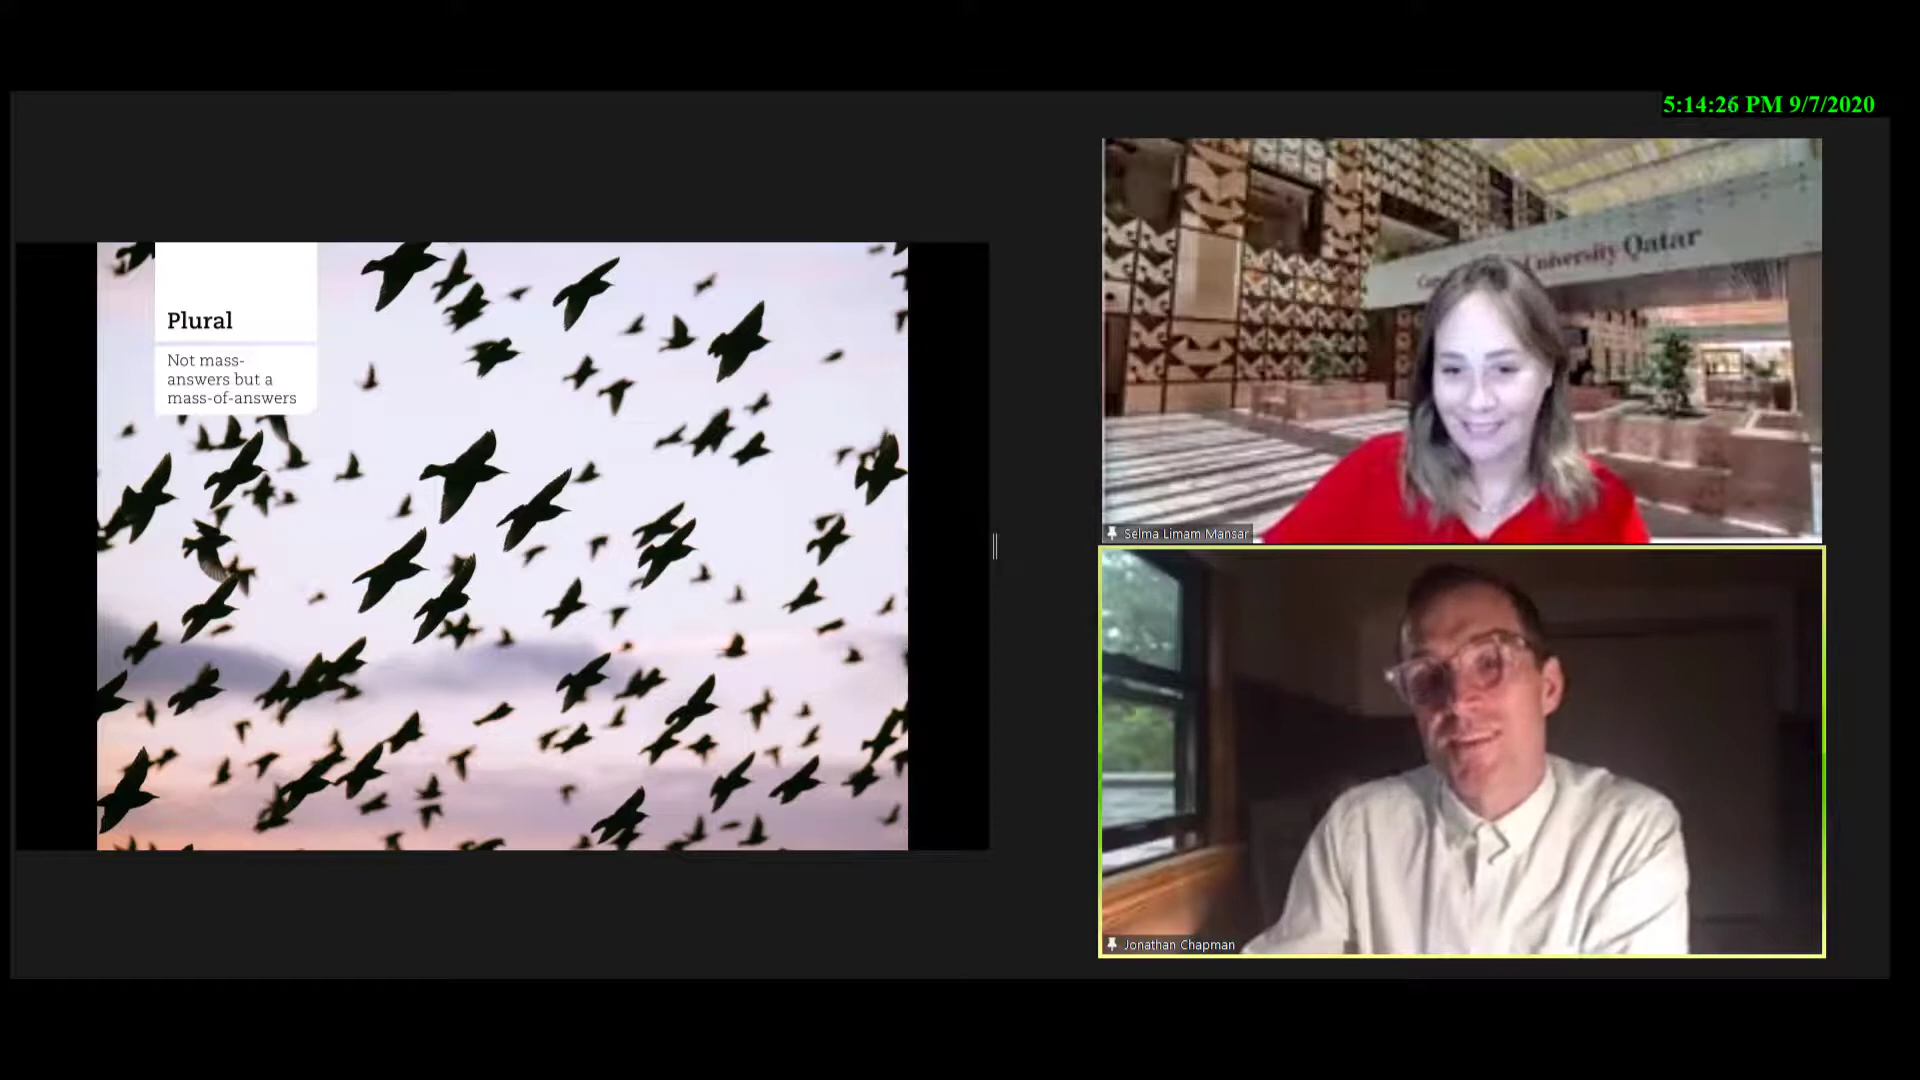 5:14:26 PM 9/7/2020
Plural
Not mass-
answers but a
mass-of-answers
University Qatar
Selma Limam Mansar
Jonathan Chapman